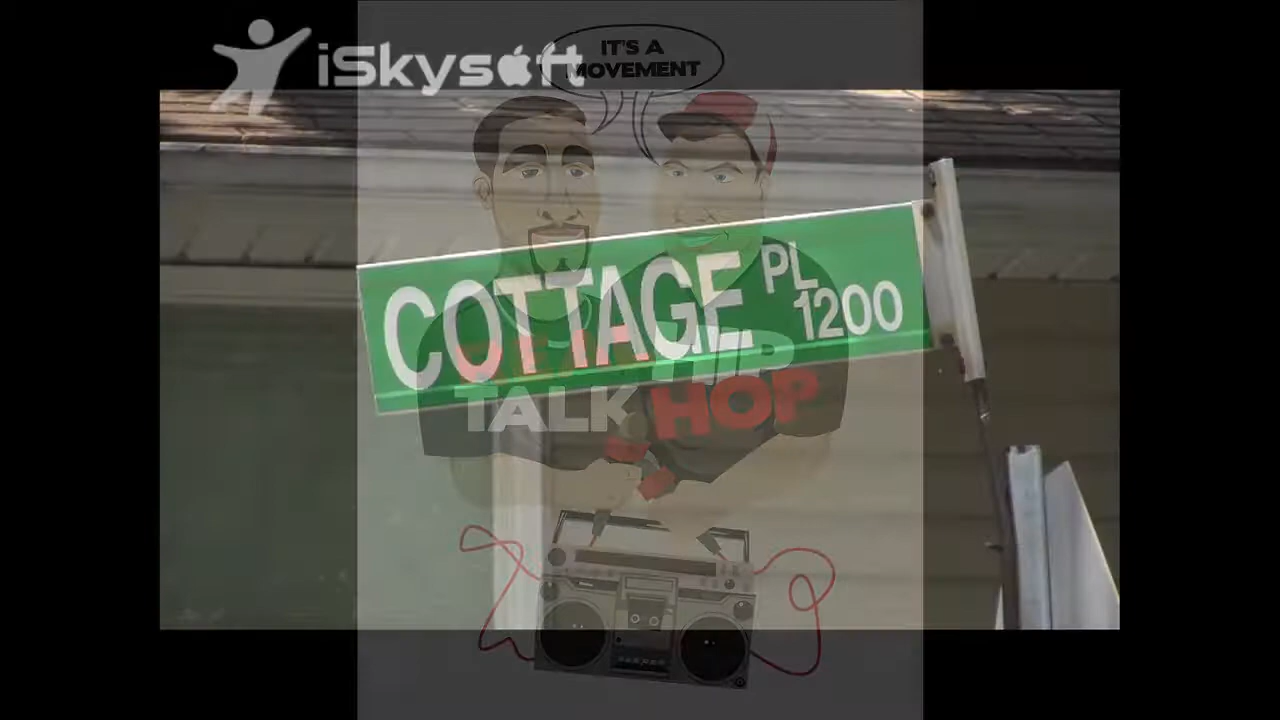 iSkysoft
IT'S A
MOVEMENT
COTTAGE PL
1200
HIP
TALK HOP